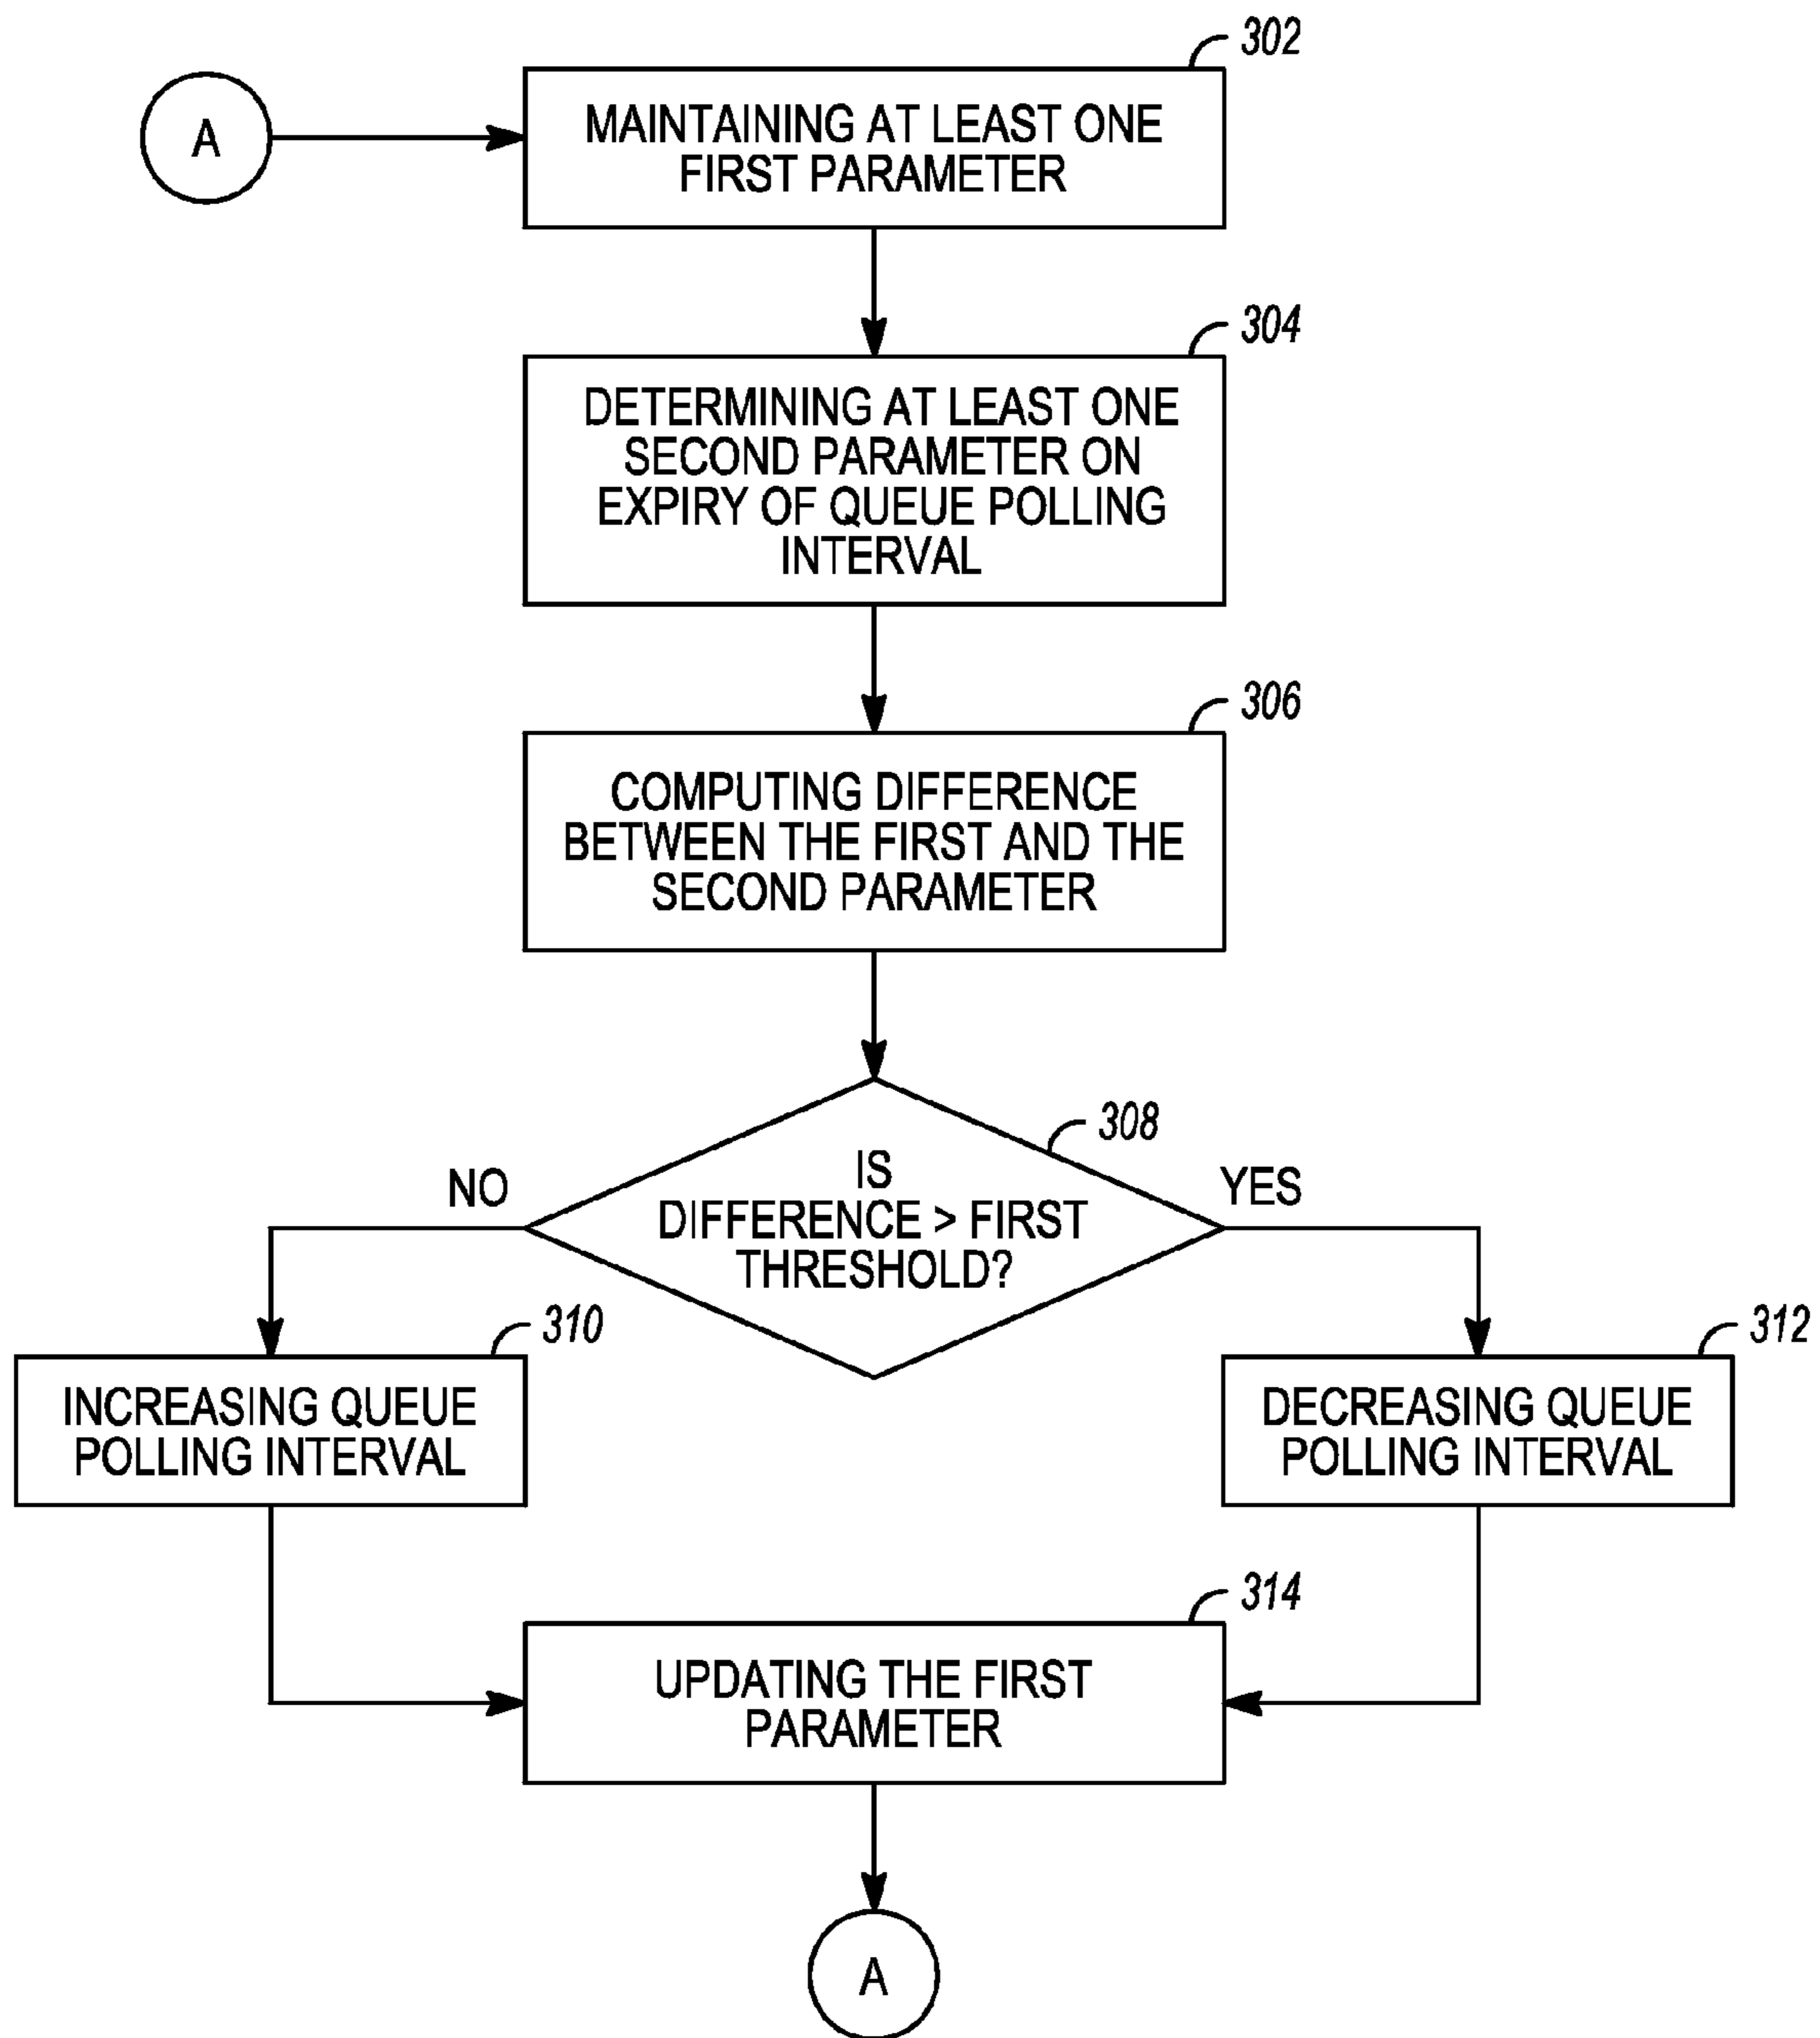 302
A
MAINTAINING AT LEAST ONE
FIRST PARAMETER
304
DETERMINING AT LEAST ONE
SECOND PARAMETER ON
EXPIRY OF QUEUE POLLING
INTERVAL
306
COMPUTING DIFFERENCE
BETWEEN THE FIRST AND THE
SECOND PARAMETER
308
IS
DIFFERENCE > FIRST
THRESHOLD?
NO
YES
310
INCREASING QUEUE
POLLING INTERVAL
312
DECREASING QUEUE
POLLING INTERVAL
314
UPDATING THE FIRST
PARAMETER
A